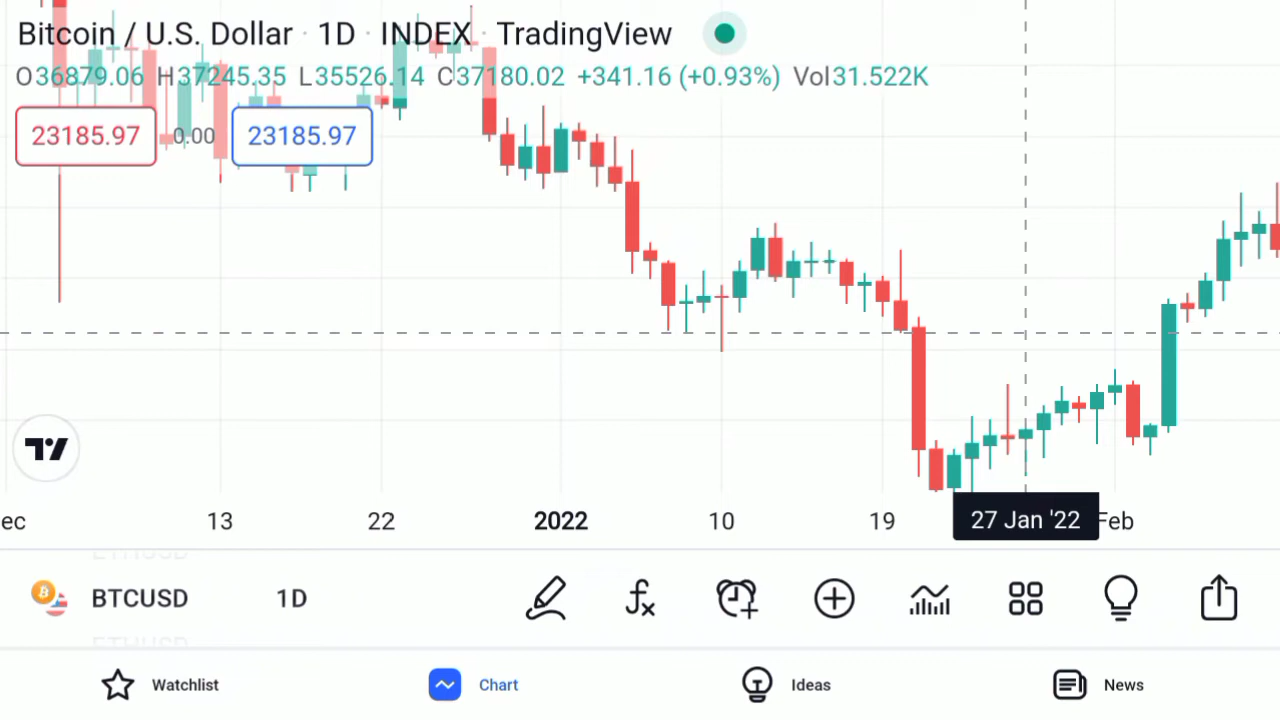 Bitcoin / U.S. Dollar · 1D · INDEX · TradingView
O36879.06 H37245.35 L35526.14 C37180.02 +341.16 (+0.93%) Vol31.522K
23185.97 0.00 23185.97
ec 13 22 2022 10 19 27 Jan '22 Feb
ETHUSD
BTCUSD 1D
ETHUSD
Watchlist Chart Ideas News